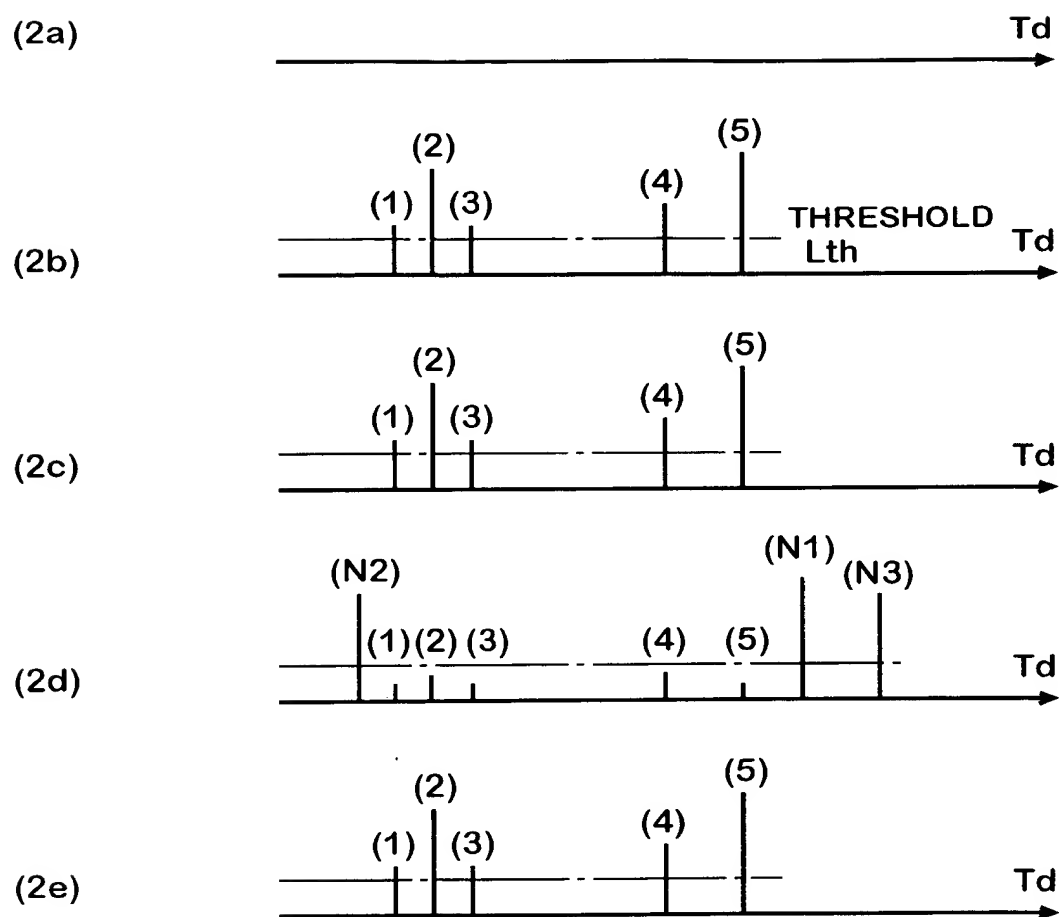 (2a) Td
(5)
(2)
(1) (3) (4)
THRESHOLD
Lth
(2b) Td
(5)
(2)
(1) (3) (4)
(2c) Td
(N2) (N1) (N3)
(1) (2) (3) (4) (5)
(2d) Td
(5)
(2)
(1) (3) (4)
(2e) Td